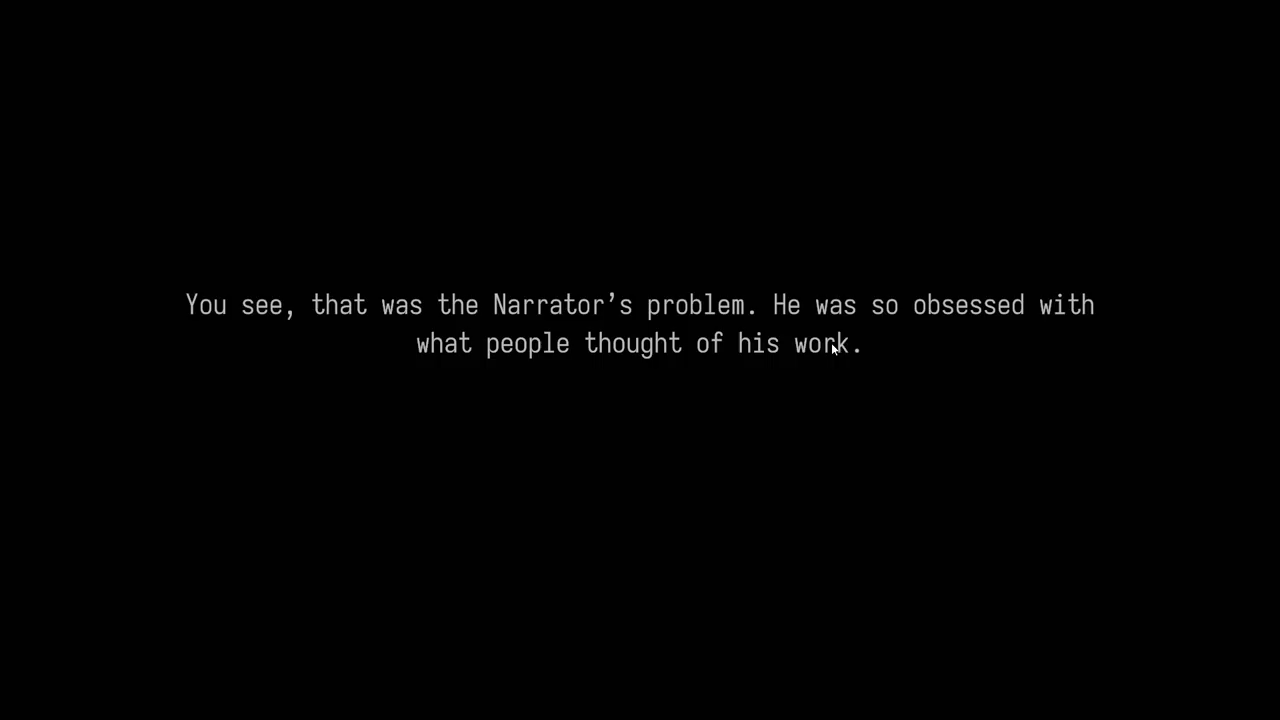 You see, that was the Narrator’s problem. He was so obsessed with
what people thought of his work.